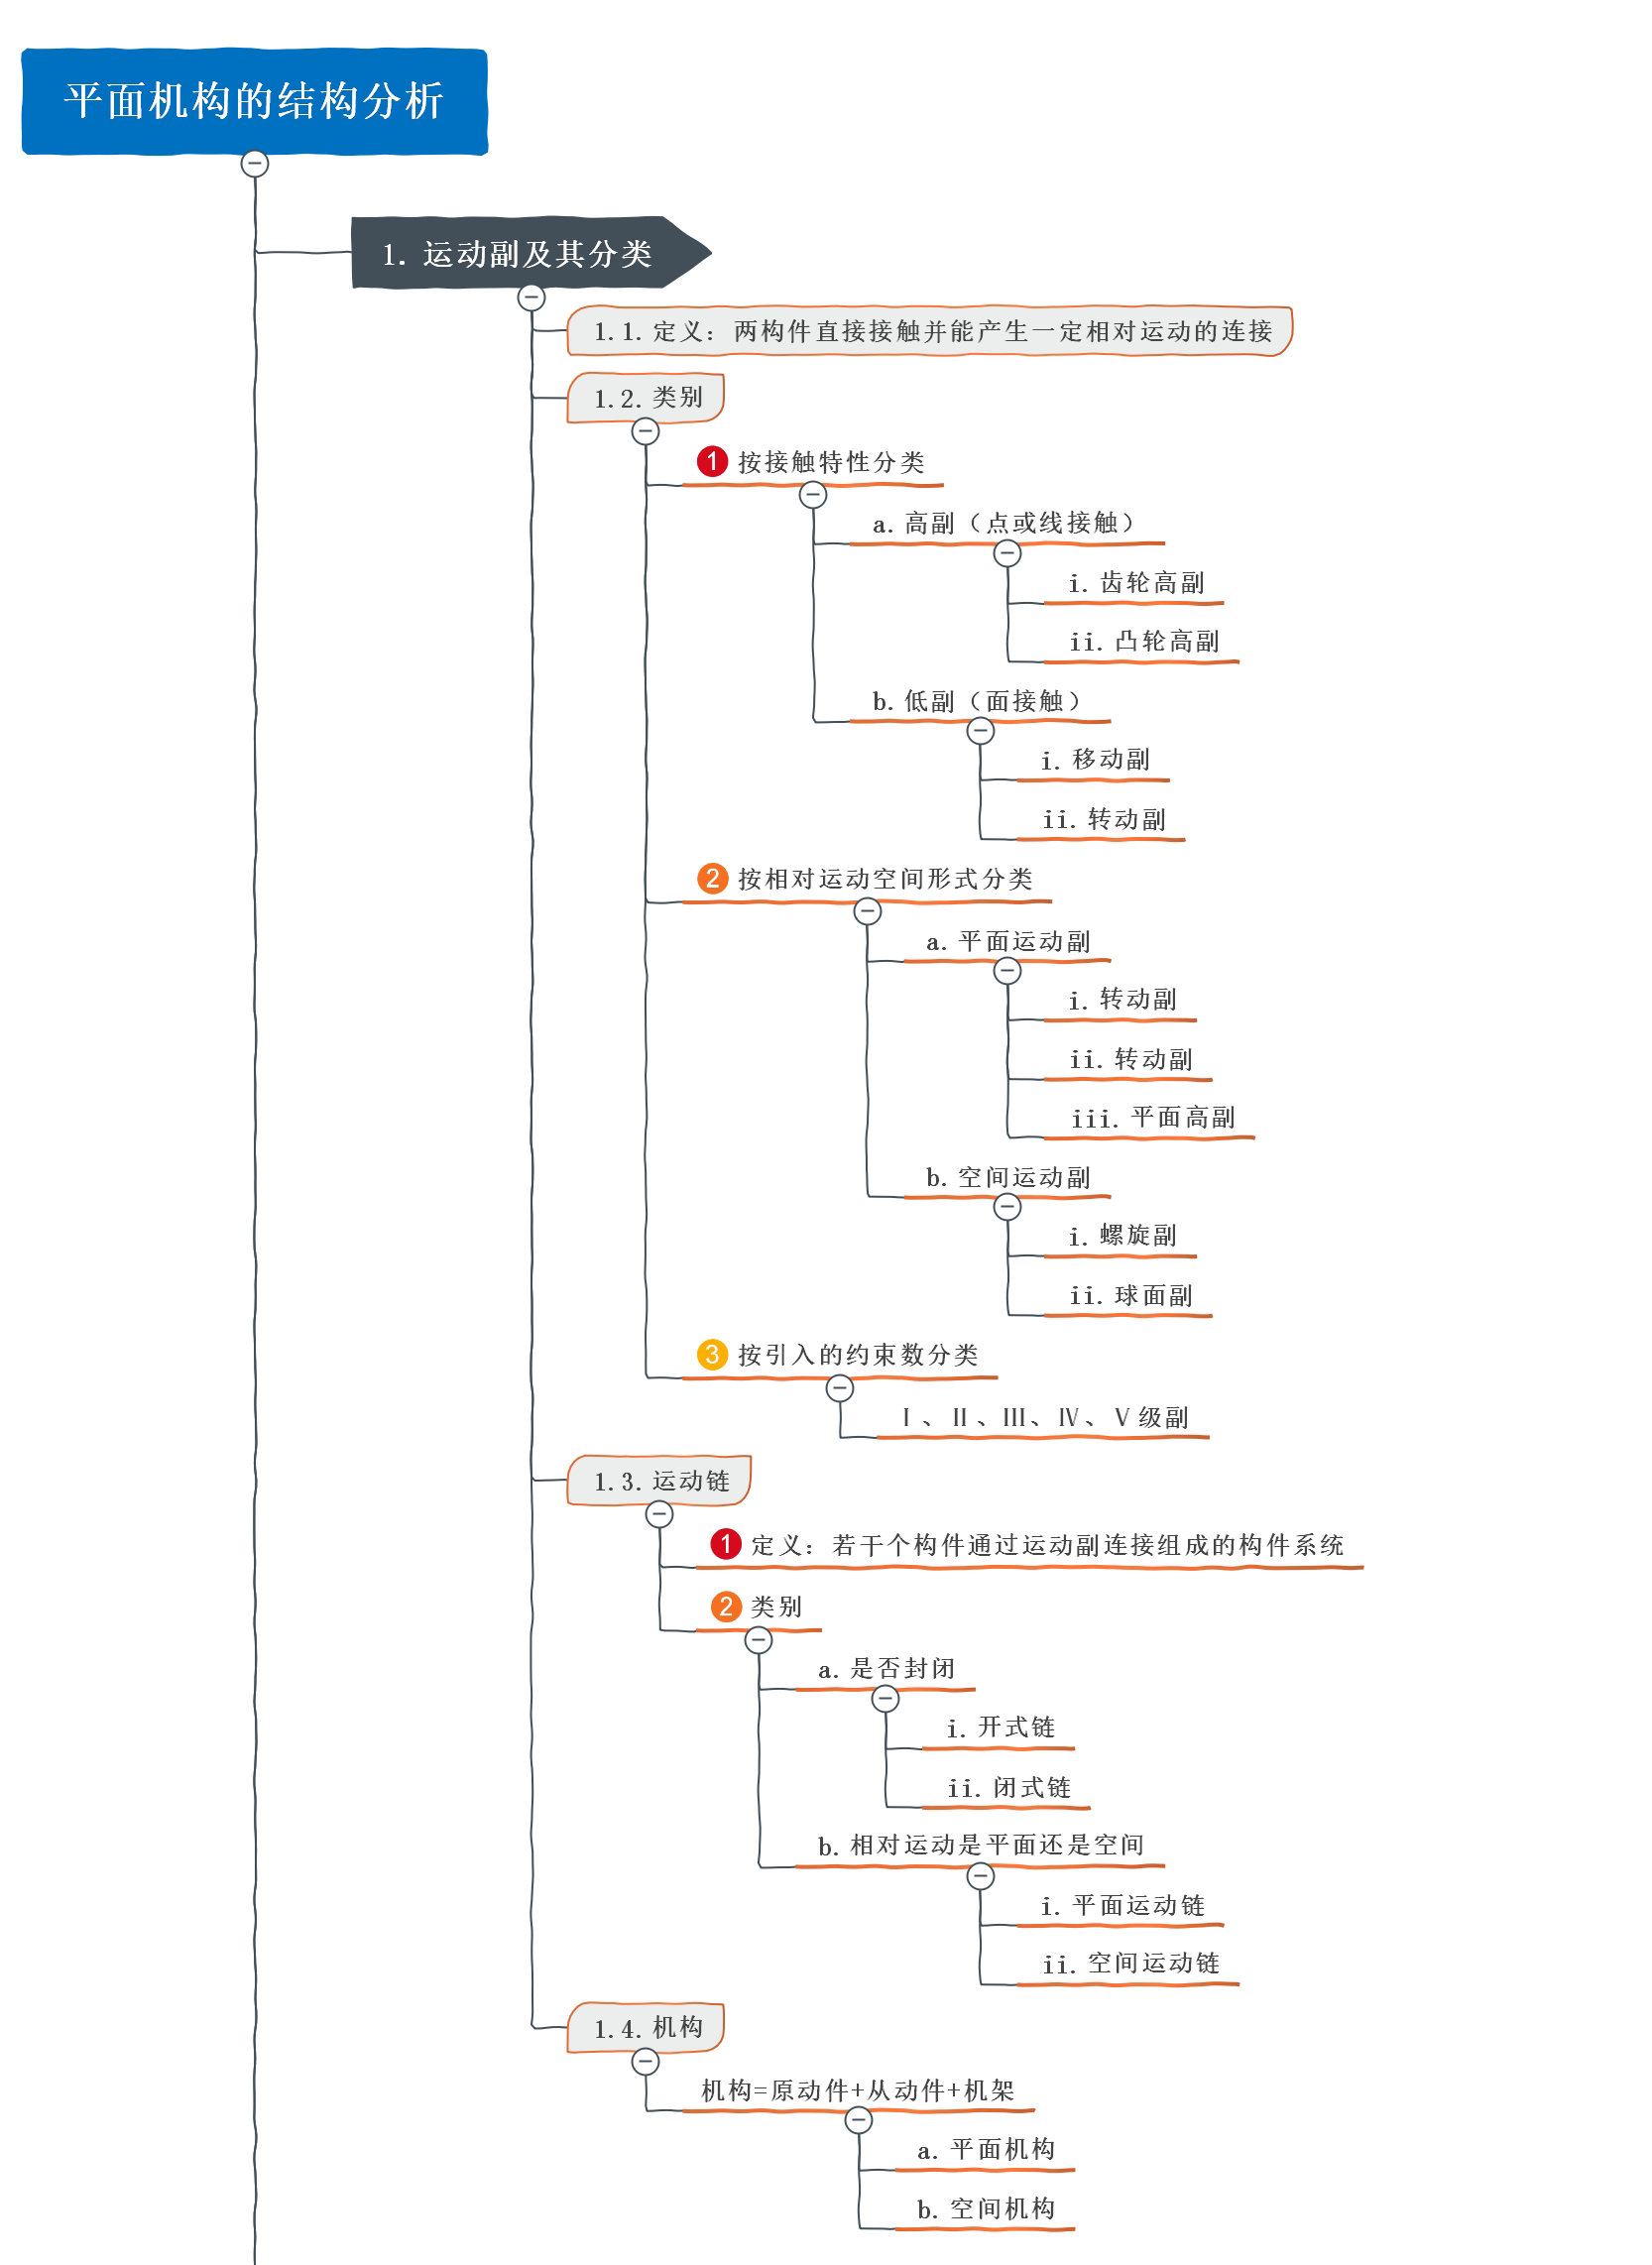 平面机构的结构分析
1. 运动副及其分类
1.1. 定义：两构件直接接触并能产生一定相对运动的连接
1.2. 类别
1 按接触特性分类
a. 高副（点或线接触）
i. 齿轮高副
ii. 凸轮高副
b. 低副（面接触）
i. 移动副
ii. 转动副
2 按相对运动空间形式分类
a. 平面运动副
i. 转动副
ii. 转动副
iii. 平面高副
b. 空间运动副
i. 螺旋副
ii. 球面副
3 按引入的约束数分类
Ⅰ、Ⅱ、Ⅲ、Ⅳ、Ⅴ级副
1.3. 运动链
1 定义：若干个构件通过运动副连接组成的构件系统
2 类别
a. 是否封闭
i. 开式链
ii. 闭式链
b. 相对运动是平面还是空间
i. 平面运动链
ii. 空间运动链
1.4. 机构
机构=原动件+从动件+机架
a. 平面机构
b. 空间机构